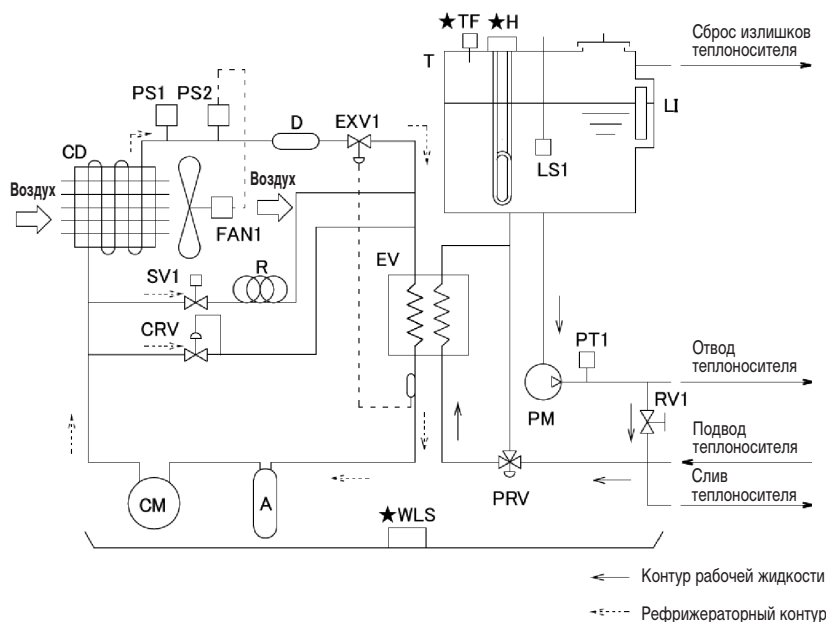 ★TF
★H
Сброс излишков
теплоносителя
T
PS1
PS2
D
EXV1
LI
CD
LS1
Воздух
Воздух
FAN1
EV
SV1
R
CRV
PT1
Отвод
теплоносителя
PM
RV1
Подвод
теплоносителя
Слив
теплоносителя
PRV
CM
A
★WLS
Контур рабочей жидкости
Рефрижераторный контур